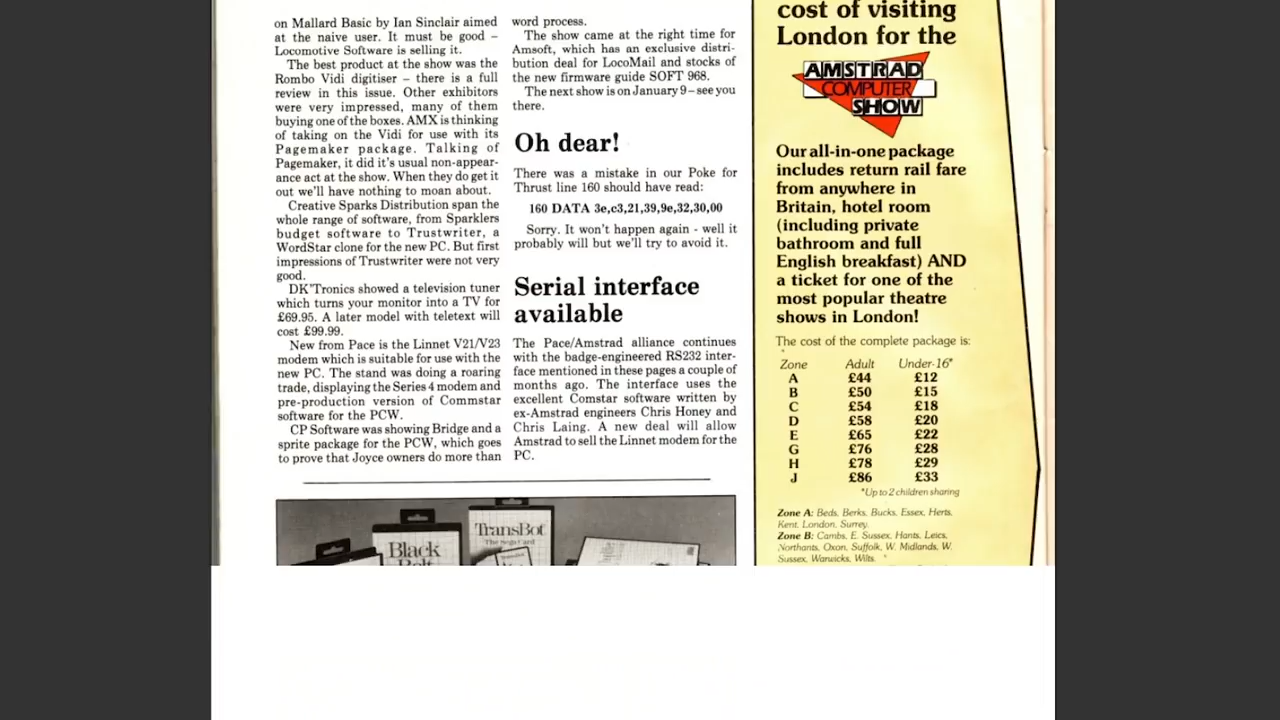 on Mallard Basic by Ian Sinclair aimed
at the naive user. It must be good –
Locomotive Software is selling it.
The best product at the show was the
Rombo Vidi digitiser – there is a full
review in this issue. Other exhibitors
were very impressed, many of them
buying one of the boxes. AMX is thinking
of taking on the Vidi for use with its
Pagemaker package. Talking of
Pagemaker, it did it's usual non-appear-
ance act at the show. When they do get it
out we'll have nothing to moan about.
Creative Sparks Distribution span the
whole range of software, from Sparklers
budget software to Trustwriter, a
WordStar clone for the new PC. But first
impressions of Trustwriter were not very
good.
DK'Tronics showed a television tuner
which turns your monitor into a TV for
£69.95. A later model with teletext will
cost £99.99.
New from Pace is the Linnet V21/V23
modem which is suitable for use with the
new PC. The stand was doing a roaring
trade, displaying the Series 4 modem and
pre-production version of Commstar
software for the PCW.
CP Software was showing Bridge and a
sprite package for the PCW, which goes
to prove that Joyce owners do more than
word process.
The show came at the right time for
Amsoft, which has an exclusive distri-
bution deal for LocoMail and stocks of
the new firmware guide SOFT 968.
The next show is on January 9 – see you
there.
Oh dear!
There was a mistake in our Poke for
Thrust line 160 should have read:
160 DATA 3e,c3,21,39,9e,32,30,00
Sorry. It won't happen again - well it
probably will but we'll try to avoid it.
Serial interface
available
The Pace/Amstrad alliance continues
with the badge-engineered RS232 inter-
face mentioned in these pages a couple of
months ago. The interface uses the
excellent Comstar software written by
ex-Amstrad engineers Chris Honey and
Chris Laing. A new deal will allow
Amstrad to sell the Linnet modem for the
PC.
Black
TransBot
The Sega Card
cost of visiting
London for the
AMSTRAD
COMPUTER
SHOW
Our all-in-one package
includes return rail fare
from anywhere in
Britain, hotel room
(including private
bathroom and full
English breakfast) AND
a ticket for one of the
most popular theatre
shows in London!
The cost of the complete package is:
Zone Adult Under-16*
A £44 £12
B £50 £15
C £54 £18
D £58 £20
E £65 £22
G £76 £28
H £78 £29
J £86 £33
*Up to 2 children sharing
Zone A: Beds, Berks, Bucks, Essex, Herts,
Kent, London, Surrey.
Zone B: Cambs, E. Sussex, Hants, Leics,
Northants, Oxon, Suffolk, W. Midlands, W.
Sussex, Warwicks, Wilts.